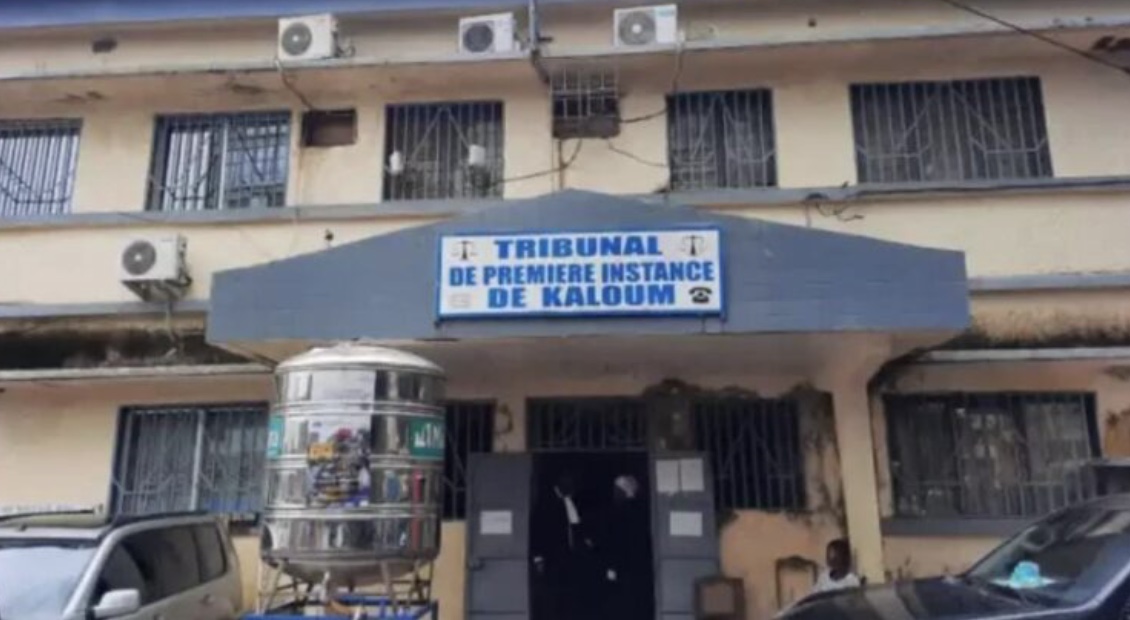 TRIBUNAL
DE PREMIERE INSTANCE
DE KALOUM